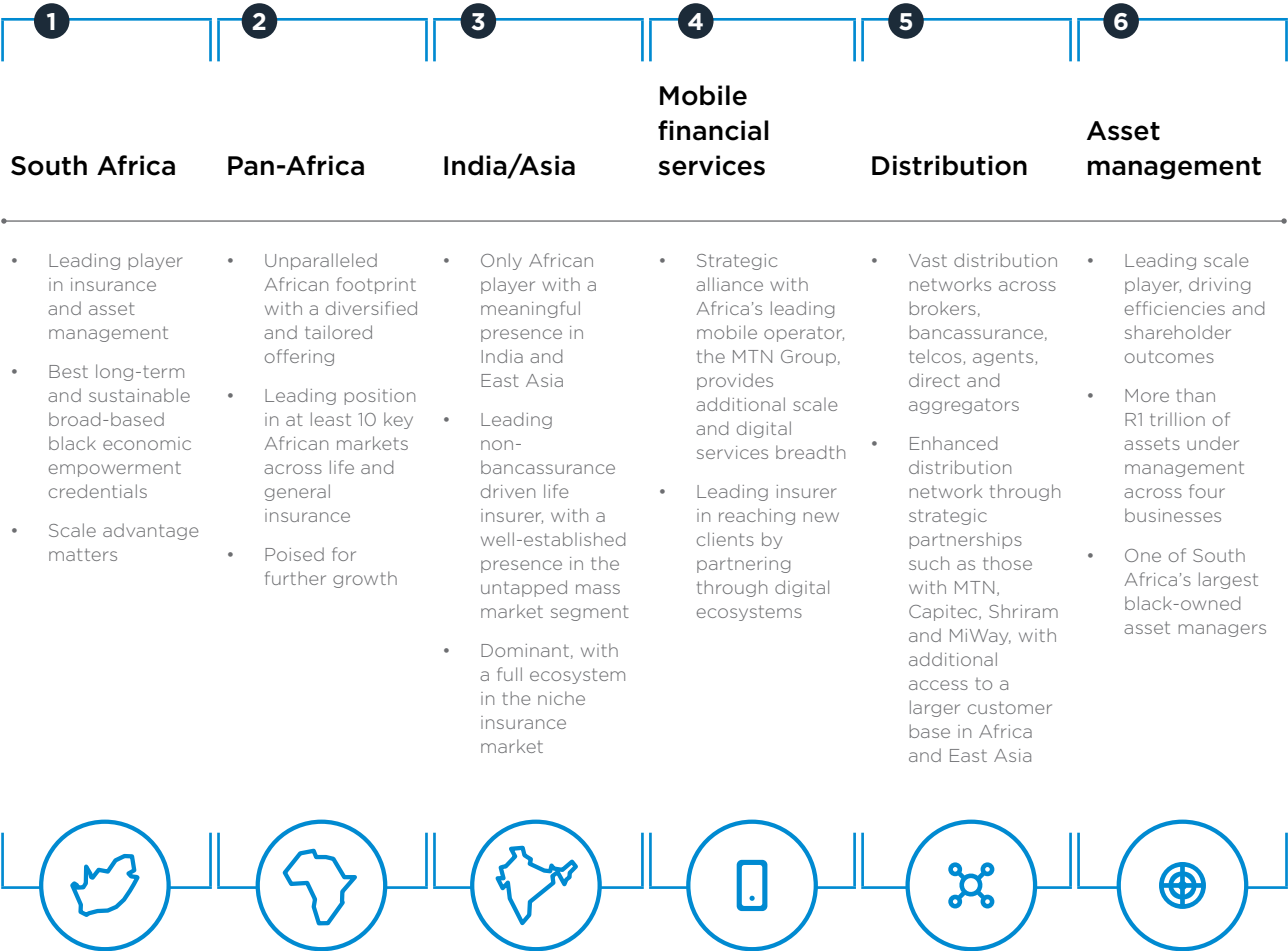 1
South Africa
• Leading player
in insurance
and asset
management
• Best long-term
and sustainable
broad-based
black economic
empowerment
credentials
• Scale advantage
matters
2
Pan-Africa
• Unparalleled
African footprint
with a diversified
and tailored
offering
• Leading position
in at least 10 key
African markets
across life and
general
insurance
• Poised for
further growth
3
India/Asia
• Only African
player with a
meaningful
presence in
India and
East Asia
• Leading
non-
bancassurance
driven life
insurer, with a
well-established
presence in the
untapped mass
market segment
• Dominant, with
a full ecosystem
in the niche
insurance
market
4
Mobile
financial
services
• Strategic
alliance with
Africa's leading
mobile operator,
the MTN Group,
provides
additional scale
and digital
services breadth
• Leading insurer
in reaching new
clients by
partnering
through digital
ecosystems
5
Distribution
• Vast distribution
networks across
brokers,
bancassurance,
telcos, agents,
direct and
aggregators
• Enhanced
distribution
network through
strategic
partnerships
such as those
with MTN,
Capitec, Shriram
and MiWay, with
additional
access to a
larger customer
base in Africa
and East Asia
6
Asset
management
• Leading scale
player, driving
efficiencies and
shareholder
outcomes
• More than
R1 trillion of
assets under
management
across four
businesses
• One of South
Africa's largest
black-owned
asset managers